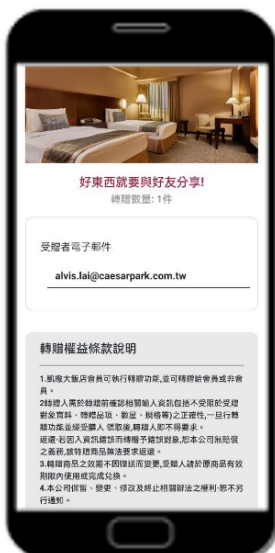 好東西就要與好友分享!
轉贈數量: 1件
受贈者電子郵件
alvis.lai@caesarpark.com.tw
轉贈權益條款說明
1.凱撒大飯店會員可執行轉贈功能,並可轉贈給會員或非會
員。
2轉贈人需於轉贈前確認相關輸入資訊包括不受限於受贈
對象資料、轉贈品項、數量、規格等)之正確性,一旦行轉
贈功能並經受贈人 領取後,轉贈人即不得要求。
返還·若因人資訊錯誤而轉贈予錯誤對象,恕本公司無賠償
之義務,該特贈商品無法要求返還。
3.轉贈商品之效期不因轉送而變更,受贈人請於原商品有效
期限內使用或完成兌換。
4.本公司保留、變更、修改及終止相關辦法之權利·恕不另
行通知。